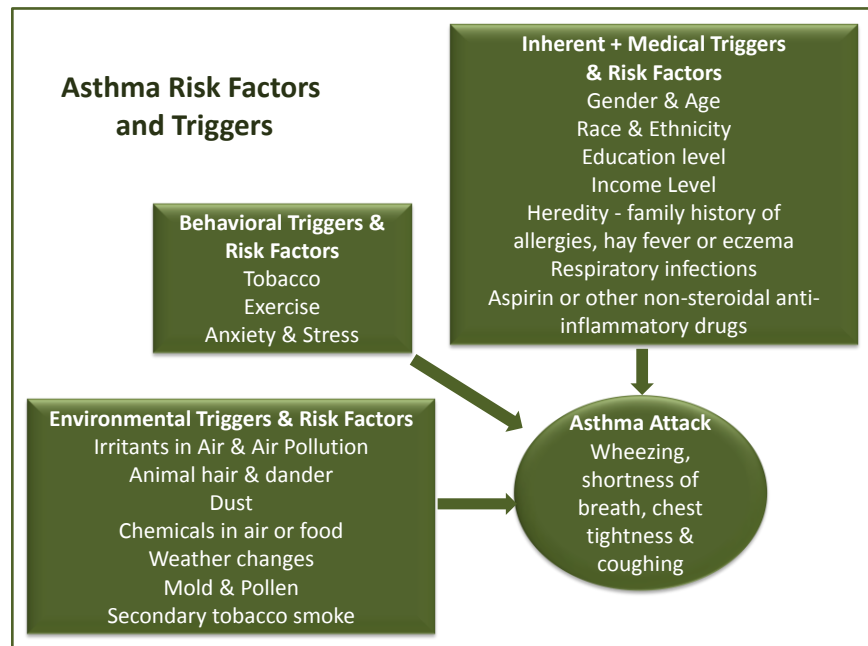 Asthma Risk Factors
and Triggers
Inherent + Medical Triggers
& Risk Factors
Gender & Age
Race & Ethnicity
Education level
Income Level
Heredity - family history of
allergies, hay fever or eczema
Respiratory infections
Aspirin or other non-steroidal anti-
inflammatory drugs
Behavioral Triggers &
Risk Factors
Tobacco
Exercise
Anxiety & Stress
Environmental Triggers & Risk Factors
Irritants in Air & Air Pollution
Animal hair & dander
Dust
Chemicals in air or food
Weather changes
Mold & Pollen
Secondary tobacco smoke
Asthma Attack
Wheezing,
shortness of
breath, chest
tightness &
coughing